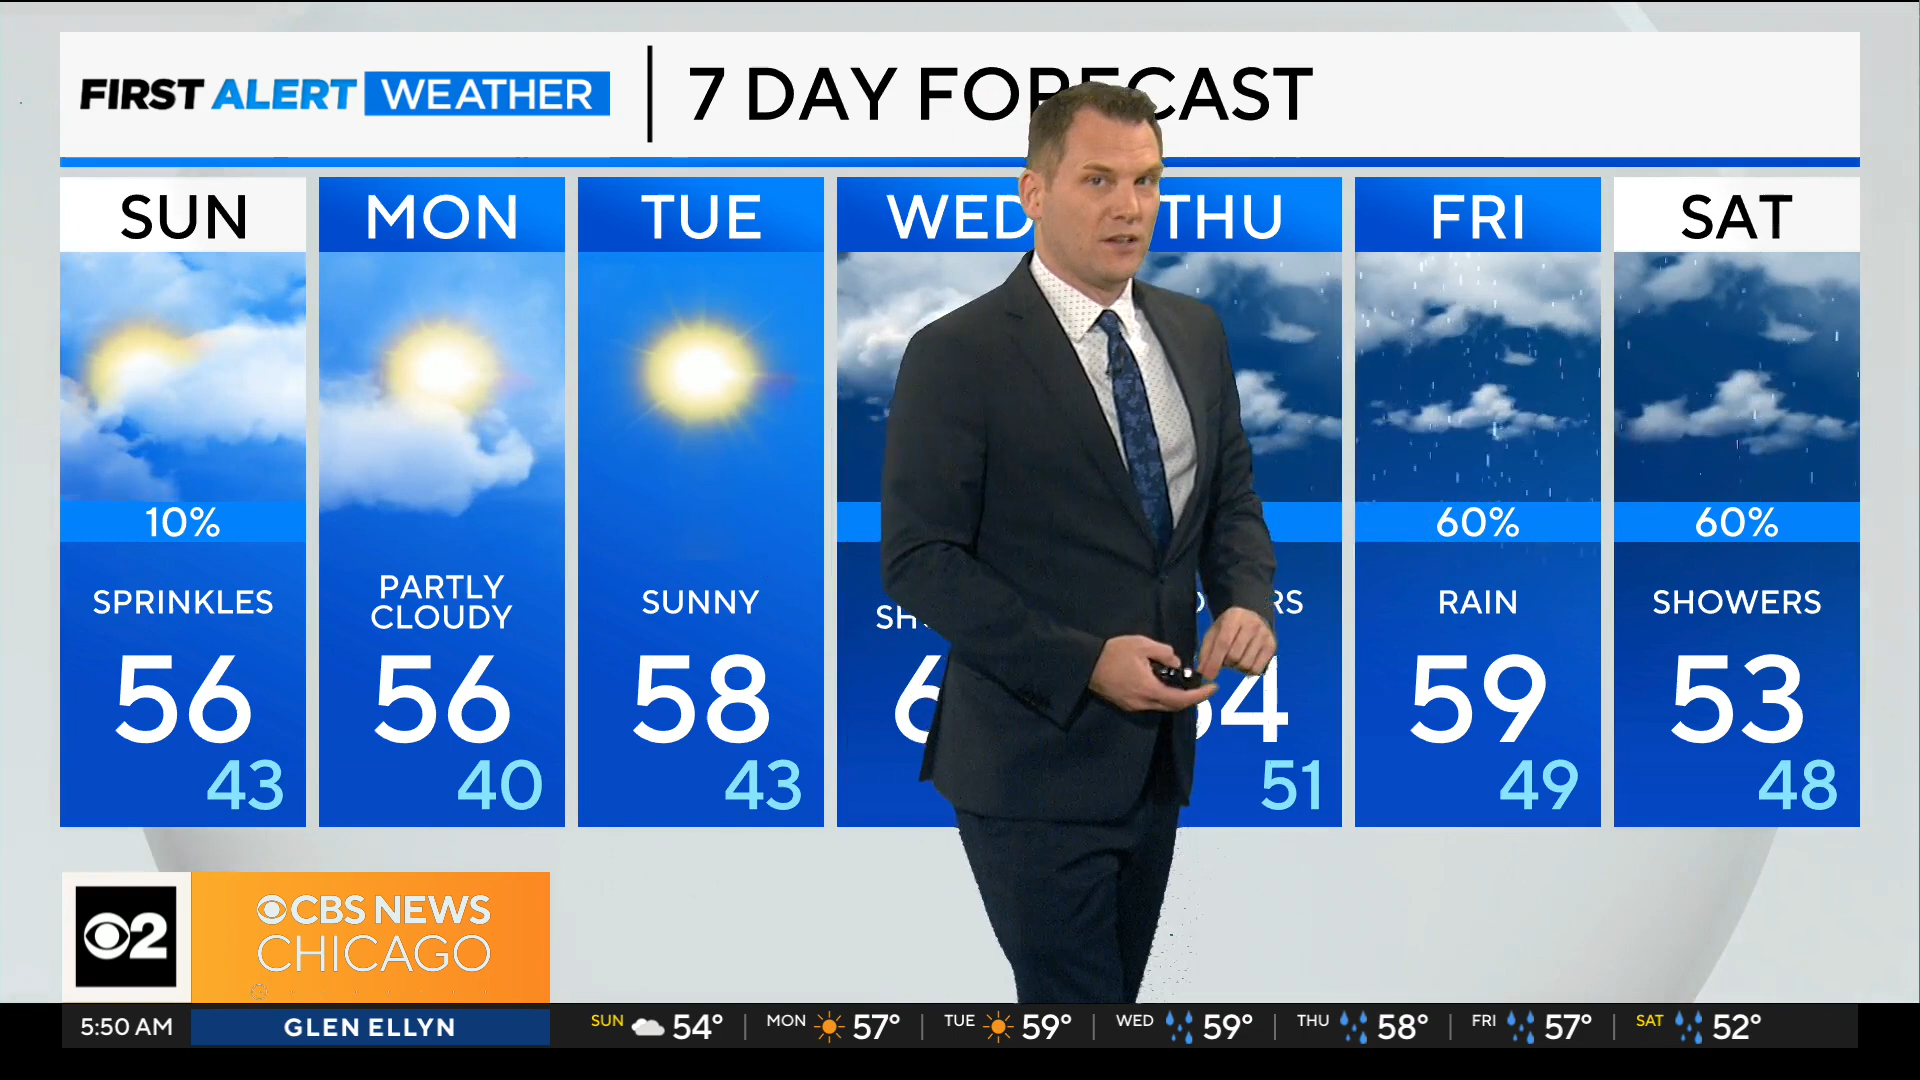 FIRST ALERT WEATHER
7 DAY FORECAST
SUN
10%
SPRINKLES
56
43
MON
PARTLY
CLOUDY
56
40
TUE
SUNNY
58
43
WED
THU
51
FRI
60%
RAIN
59
49
SAT
60%
SHOWERS
53
48
2
CBS NEWS
CHICAGO
5:50 AM
GLEN ELLYN
SUN 54° | MON 57° | TUE 59° | WED 59° | THU 58° | FRI 57° | SAT 52°